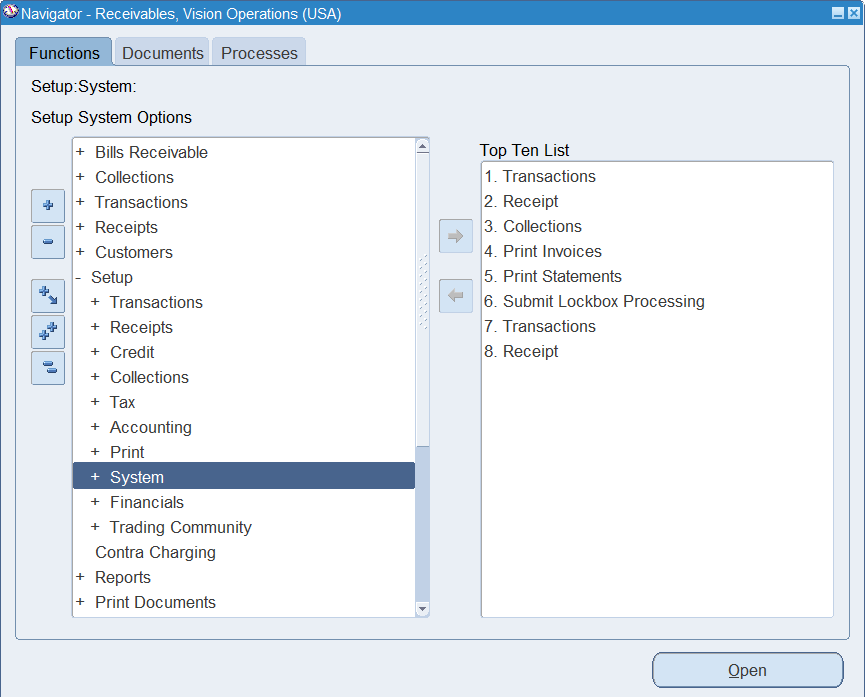 Navigator - Receivables, Vision Operations (USA)
Functions
Documents
Processes
Setup:System:
Setup System Options
+ Bills Receivable
+ Collections
+ Transactions
+ Receipts
+ Customers
- Setup
+ Transactions
+ Receipts
+ Credit
+ Collections
+ Tax
+ Accounting
+ Print
+ System
+ Financials
+ Trading Community
Contra Charging
+ Reports
+ Print Documents
Top Ten List
1. Transactions
2. Receipt
3. Collections
4. Print Invoices
5. Print Statements
6. Submit Lockbox Processing
7. Transactions
8. Receipt
Open